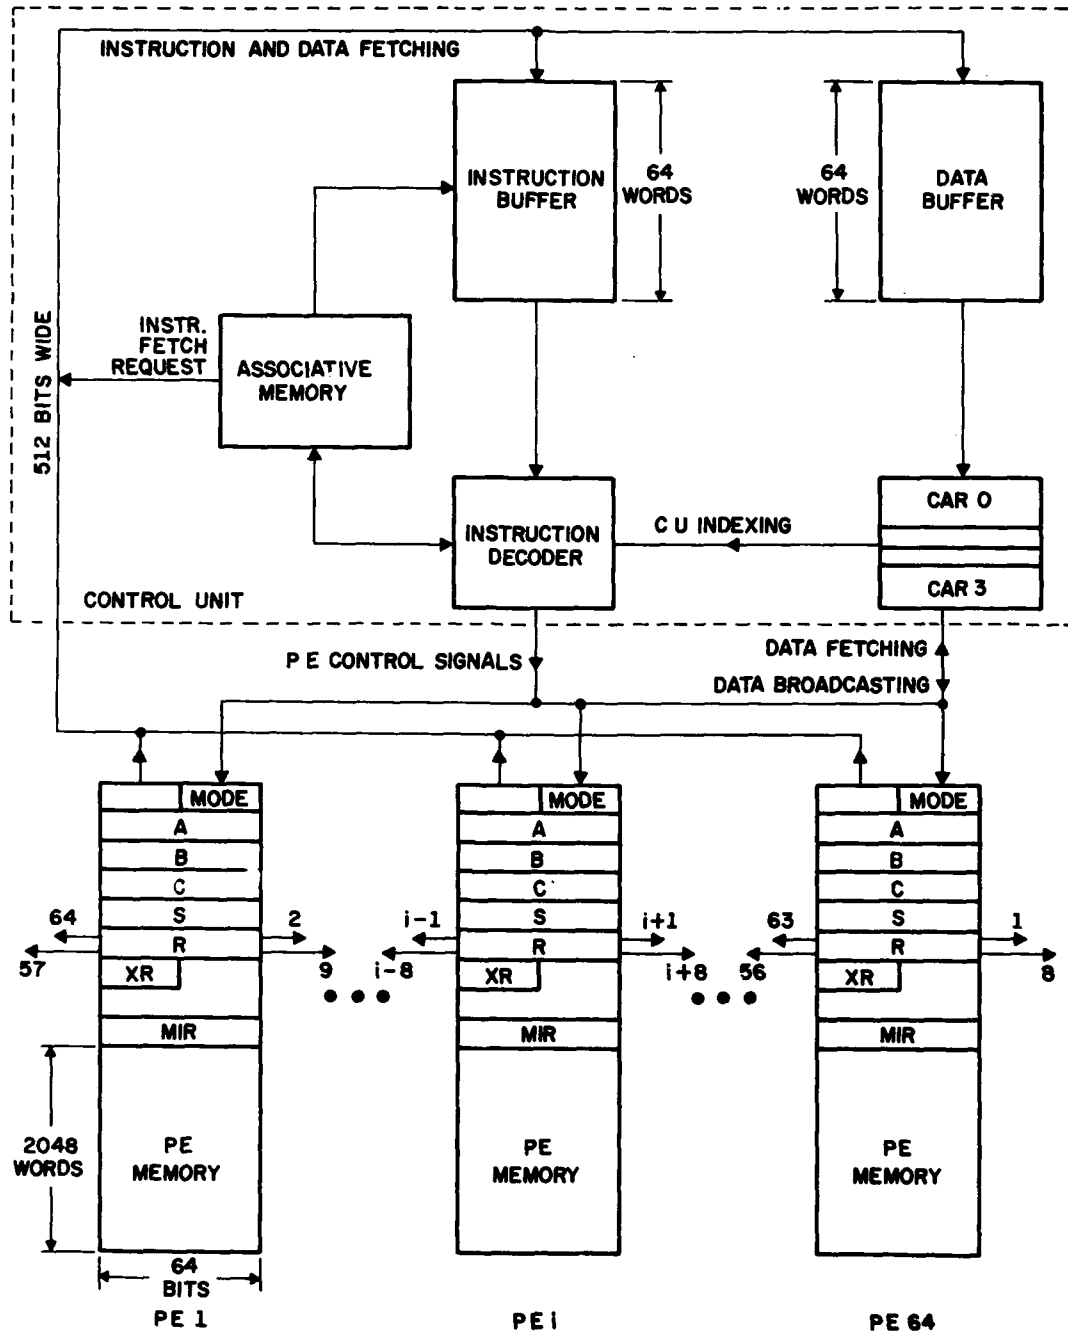 INSTRUCTION AND DATA FETCHING
INSTRUCTION
BUFFER
64
WORDS
64
WORDS
DATA
BUFFER
512 BITS WIDE
INSTR.
FETCH
REQUEST
ASSOCIATIVE
MEMORY
INSTRUCTION
DECODER
CU INDEXING
CAR 0
CAR 3
CONTROL UNIT
PE CONTROL SIGNALS
DATA FETCHING
DATA BROADCASTING
MODE
A
B
C
S
R
XR
MIR
PE
MEMORY
64
57
2
9
2048
WORDS
64
BITS
PE 1
MODE
A
B
C
S
R
XR
MIR
PE
MEMORY
i-1
i-8
i+1
i+8
PE i
MODE
A
B
C
S
R
XR
MIR
PE
MEMORY
63
56
1
8
PE 64